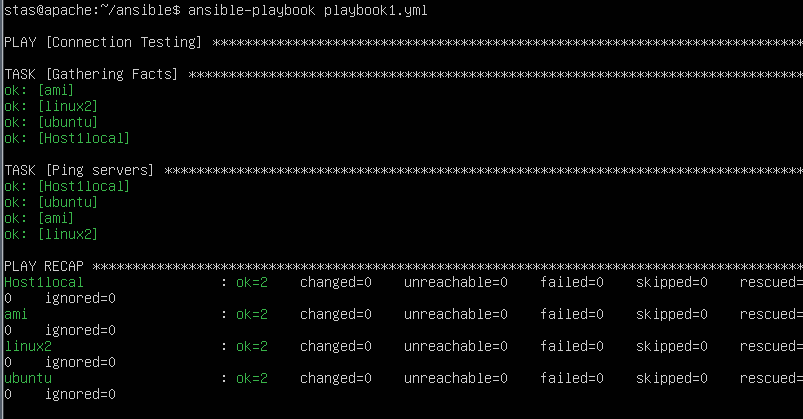 stas@apache:~/ansible$ ansible-playbook playbook1.yml
PLAY [Connection Testing] ***************************************************************************
TASK [Gathering Facts] ******************************************************************************
ok: [ami]
ok: [linux2]
ok: [ubuntu]
ok: [Host1local]
TASK [Ping servers] *********************************************************************************
ok: [Host1local]
ok: [ubuntu]
ok: [ami]
ok: [linux2]
PLAY RECAP ******************************************************************************************
Host1local                 : ok=2    changed=0    unreachable=0    failed=0    skipped=0    rescued=
0    ignored=0
ami                        : ok=2    changed=0    unreachable=0    failed=0    skipped=0    rescued=
0    ignored=0
linux2                     : ok=2    changed=0    unreachable=0    failed=0    skipped=0    rescued=
0    ignored=0
ubuntu                     : ok=2    changed=0    unreachable=0    failed=0    skipped=0    rescued=
0    ignored=0